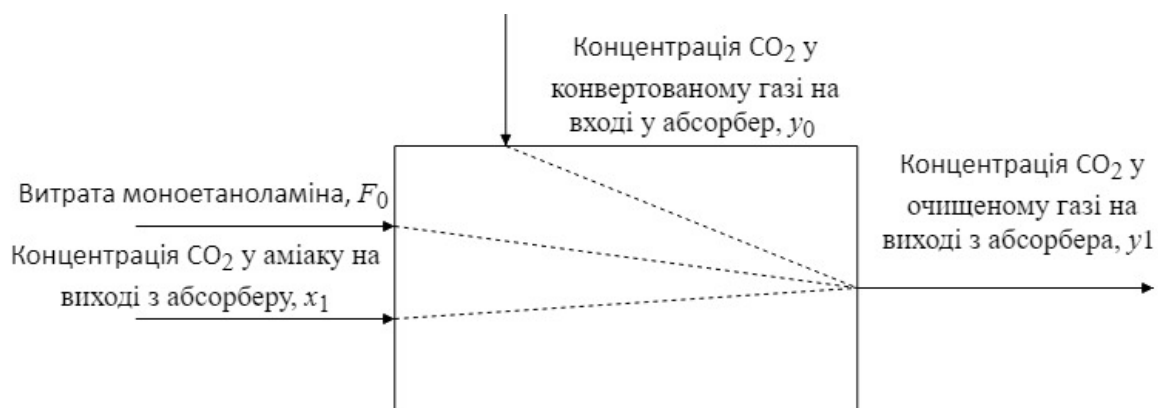 Концентрація CO2 у
конвертованому газі на
вході у абсорбер, y0
Витрата моноетаноламіна, F0
Концентрація CO2 у аміаку на
виході з абсорберу, x1
Концентрація CO2 у
очищеному газі на
виході з абсорбера, y1